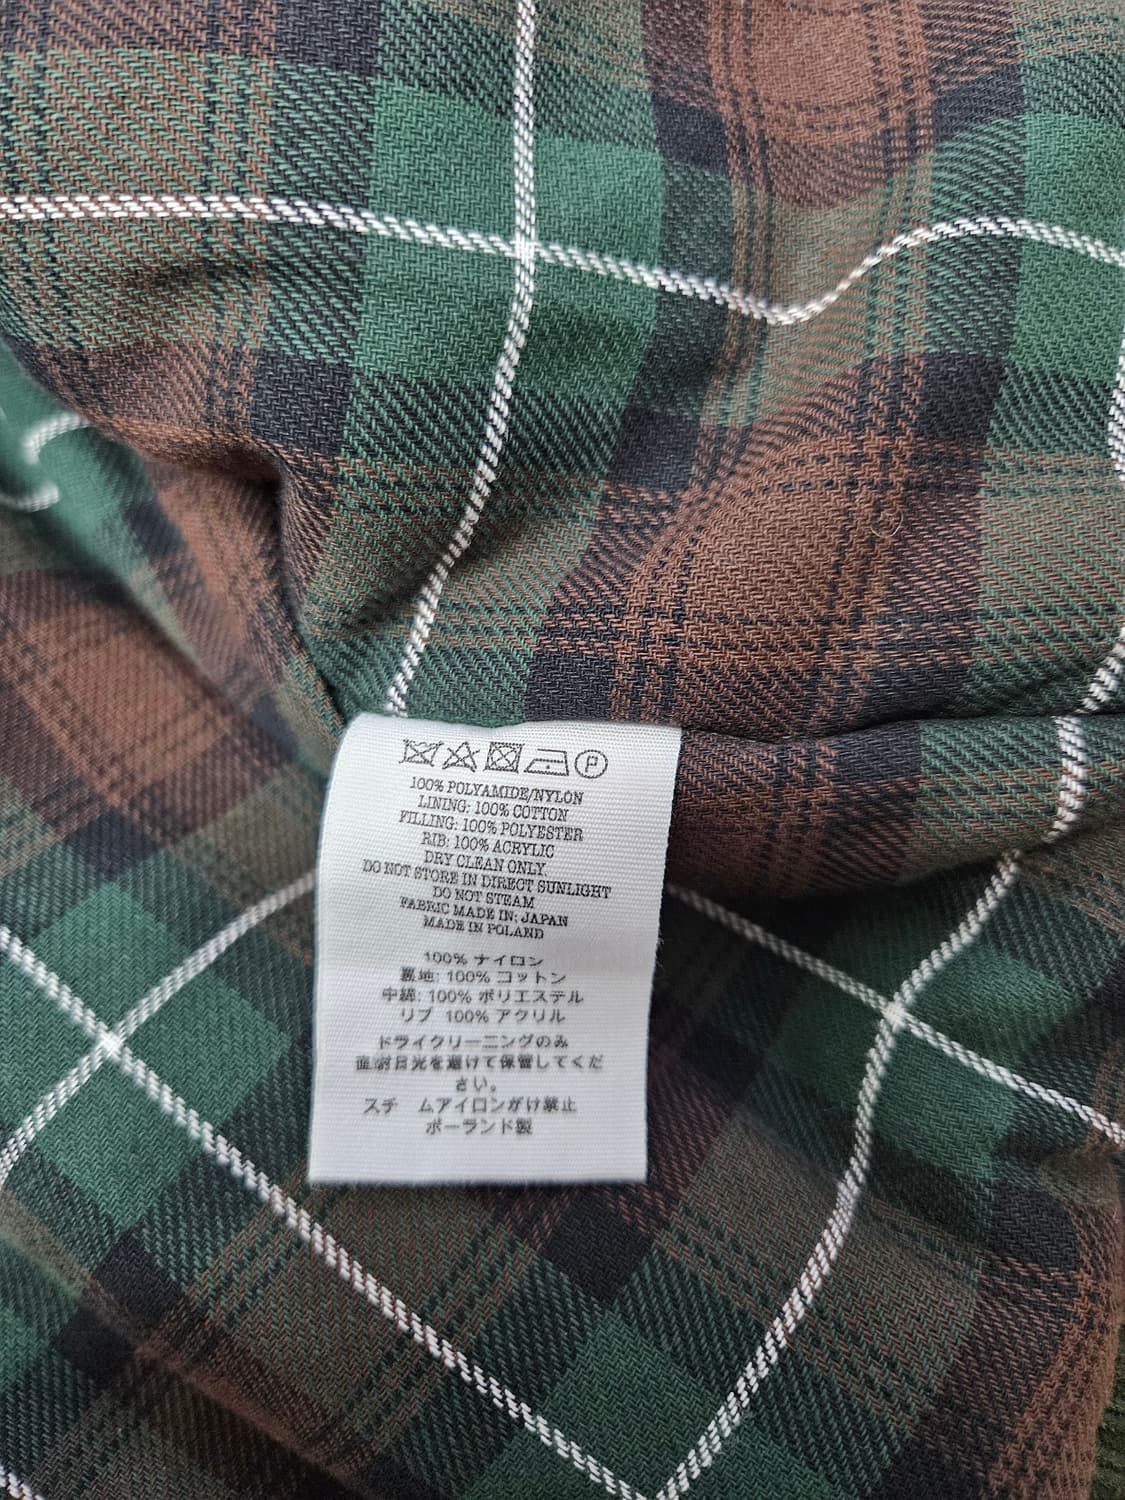 P
100% POLYAMIDE/NYLON
LINING: 100% COTTON
FILLING: 100% POLYESTER
RIB: 100% ACRYLIC
DRY CLEAN ONLY.
DO NOT STORE IN DIRECT SUNLIGHT
DO NOT STEAM
FABRIC MADE IN: JAPAN
MADE IN POLAND
100% ナイロン
裏地: 100% コットン
中綿: 100% ポリエステル
リブ 100% アクリル
ドライクリーニングのみ
直射日光を避けて保管してくだ
さい。
スチ ムアイロンがけ禁止
ポーランド製